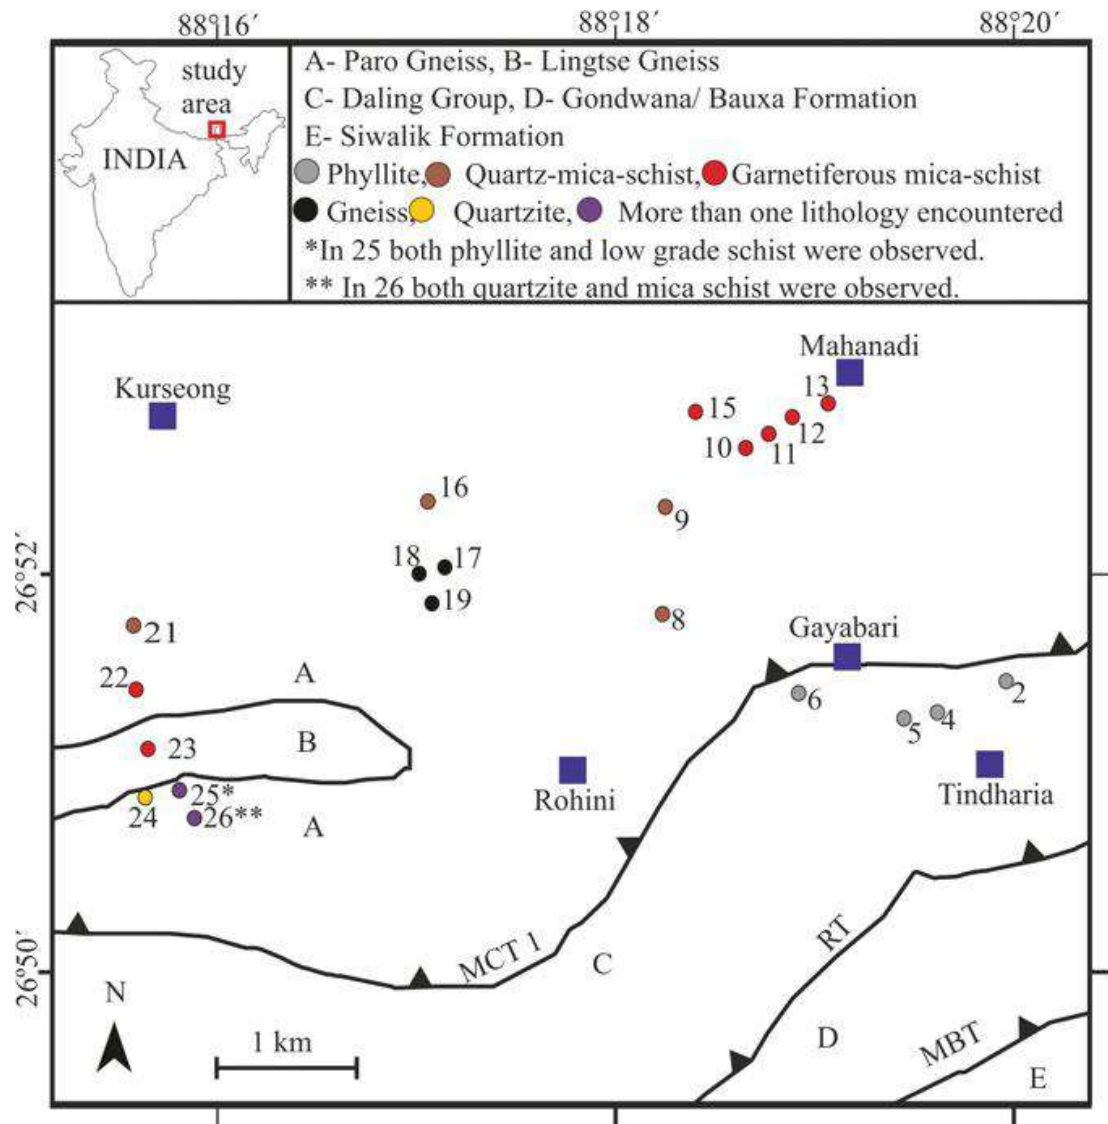 88°16´ 88°18´ 88°20´
study
area
INDIA
A- Paro Gneiss, B- Lingtse Gneiss
C- Daling Group, D- Gondwana/ Bauxa Formation
E- Siwalik Formation
Phyllite, Quartz-mica-schist, Garnetiferous mica-schist
Gneiss, Quartzite, More than one lithology encountered
*In 25 both phyllite and low grade schist were observed.
** In 26 both quartzite and mica schist were observed.
Mahanadi
Kurseong
13
15
12
10
11
16
9
26°52´
18
17
19
8
21
Gayabari
22
A
6
2
5
4
B
23
Rohini
Tindharia
25*
24
26**
A
RT
MCT 1
C
26°50´
N
D
MBT
1 km
E